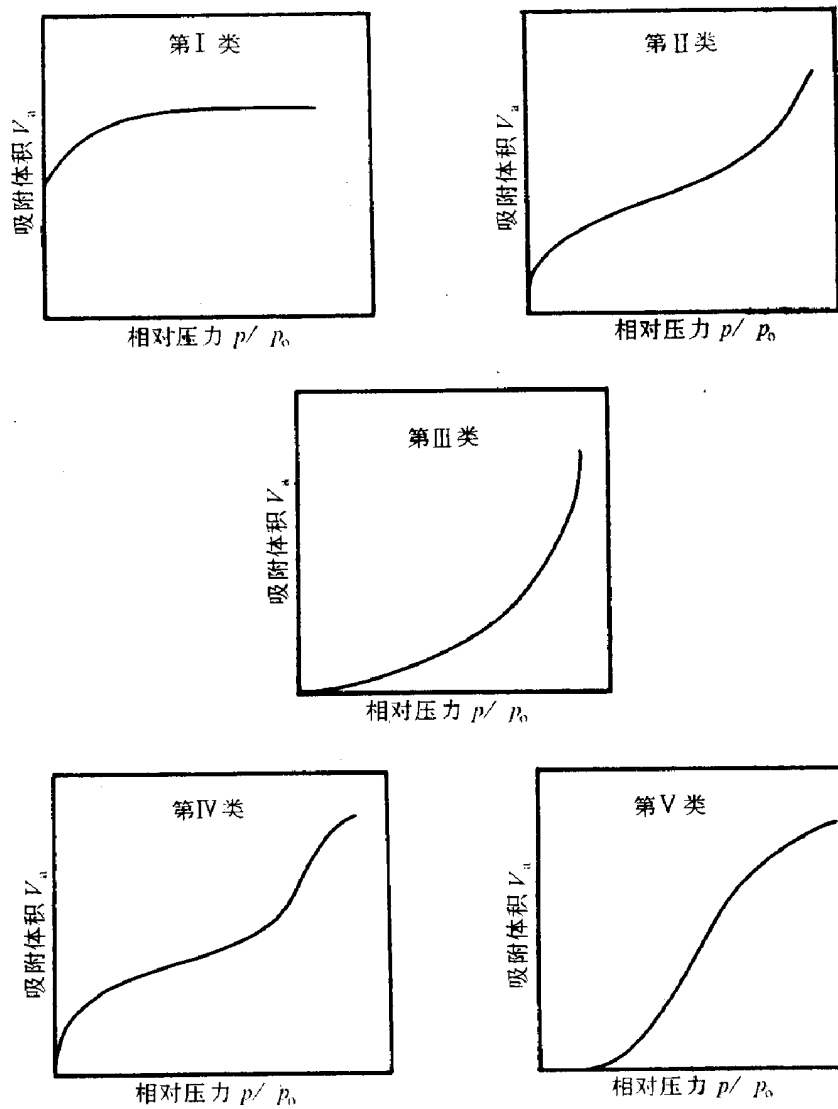 第Ⅰ类
吸附体积 Va
相对压力 p/ p₀
第Ⅱ类
吸附体积 Va
相对压力 p/ p₀
第Ⅲ类
吸附体积 Va
相对压力 p/ p₀
第Ⅳ类
吸附体积 Va
相对压力 p/ p₀
第Ⅴ类
吸附体积 Va
相对压力 p/ p₀